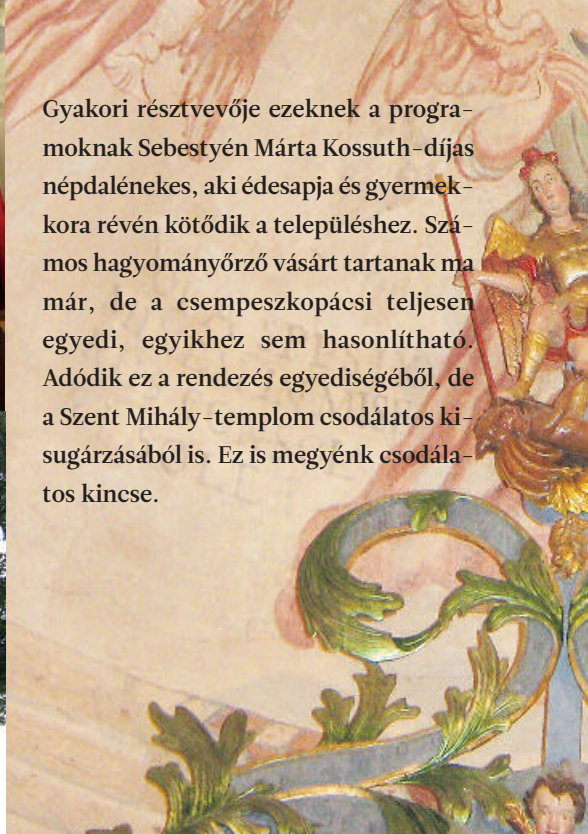 Gyakori résztvevője ezeknek a progra-
moknak Sebestyén Márta Kossuth-díjas
népdalénekes, aki édesapja és gyermek-
kora révén kötődik a településhez. Szá-
mos hagyományőrző vásárt tartanak ma
már, de a csempeszkopácsi teljesen
egyedi, egyikhez sem hasonlítható.
Adódik ez a rendezés egyediségéből, de
a Szent Mihály-templom csodálatos ki-
sugárzásából is. Ez is megyénk csodála-
tos kincse.